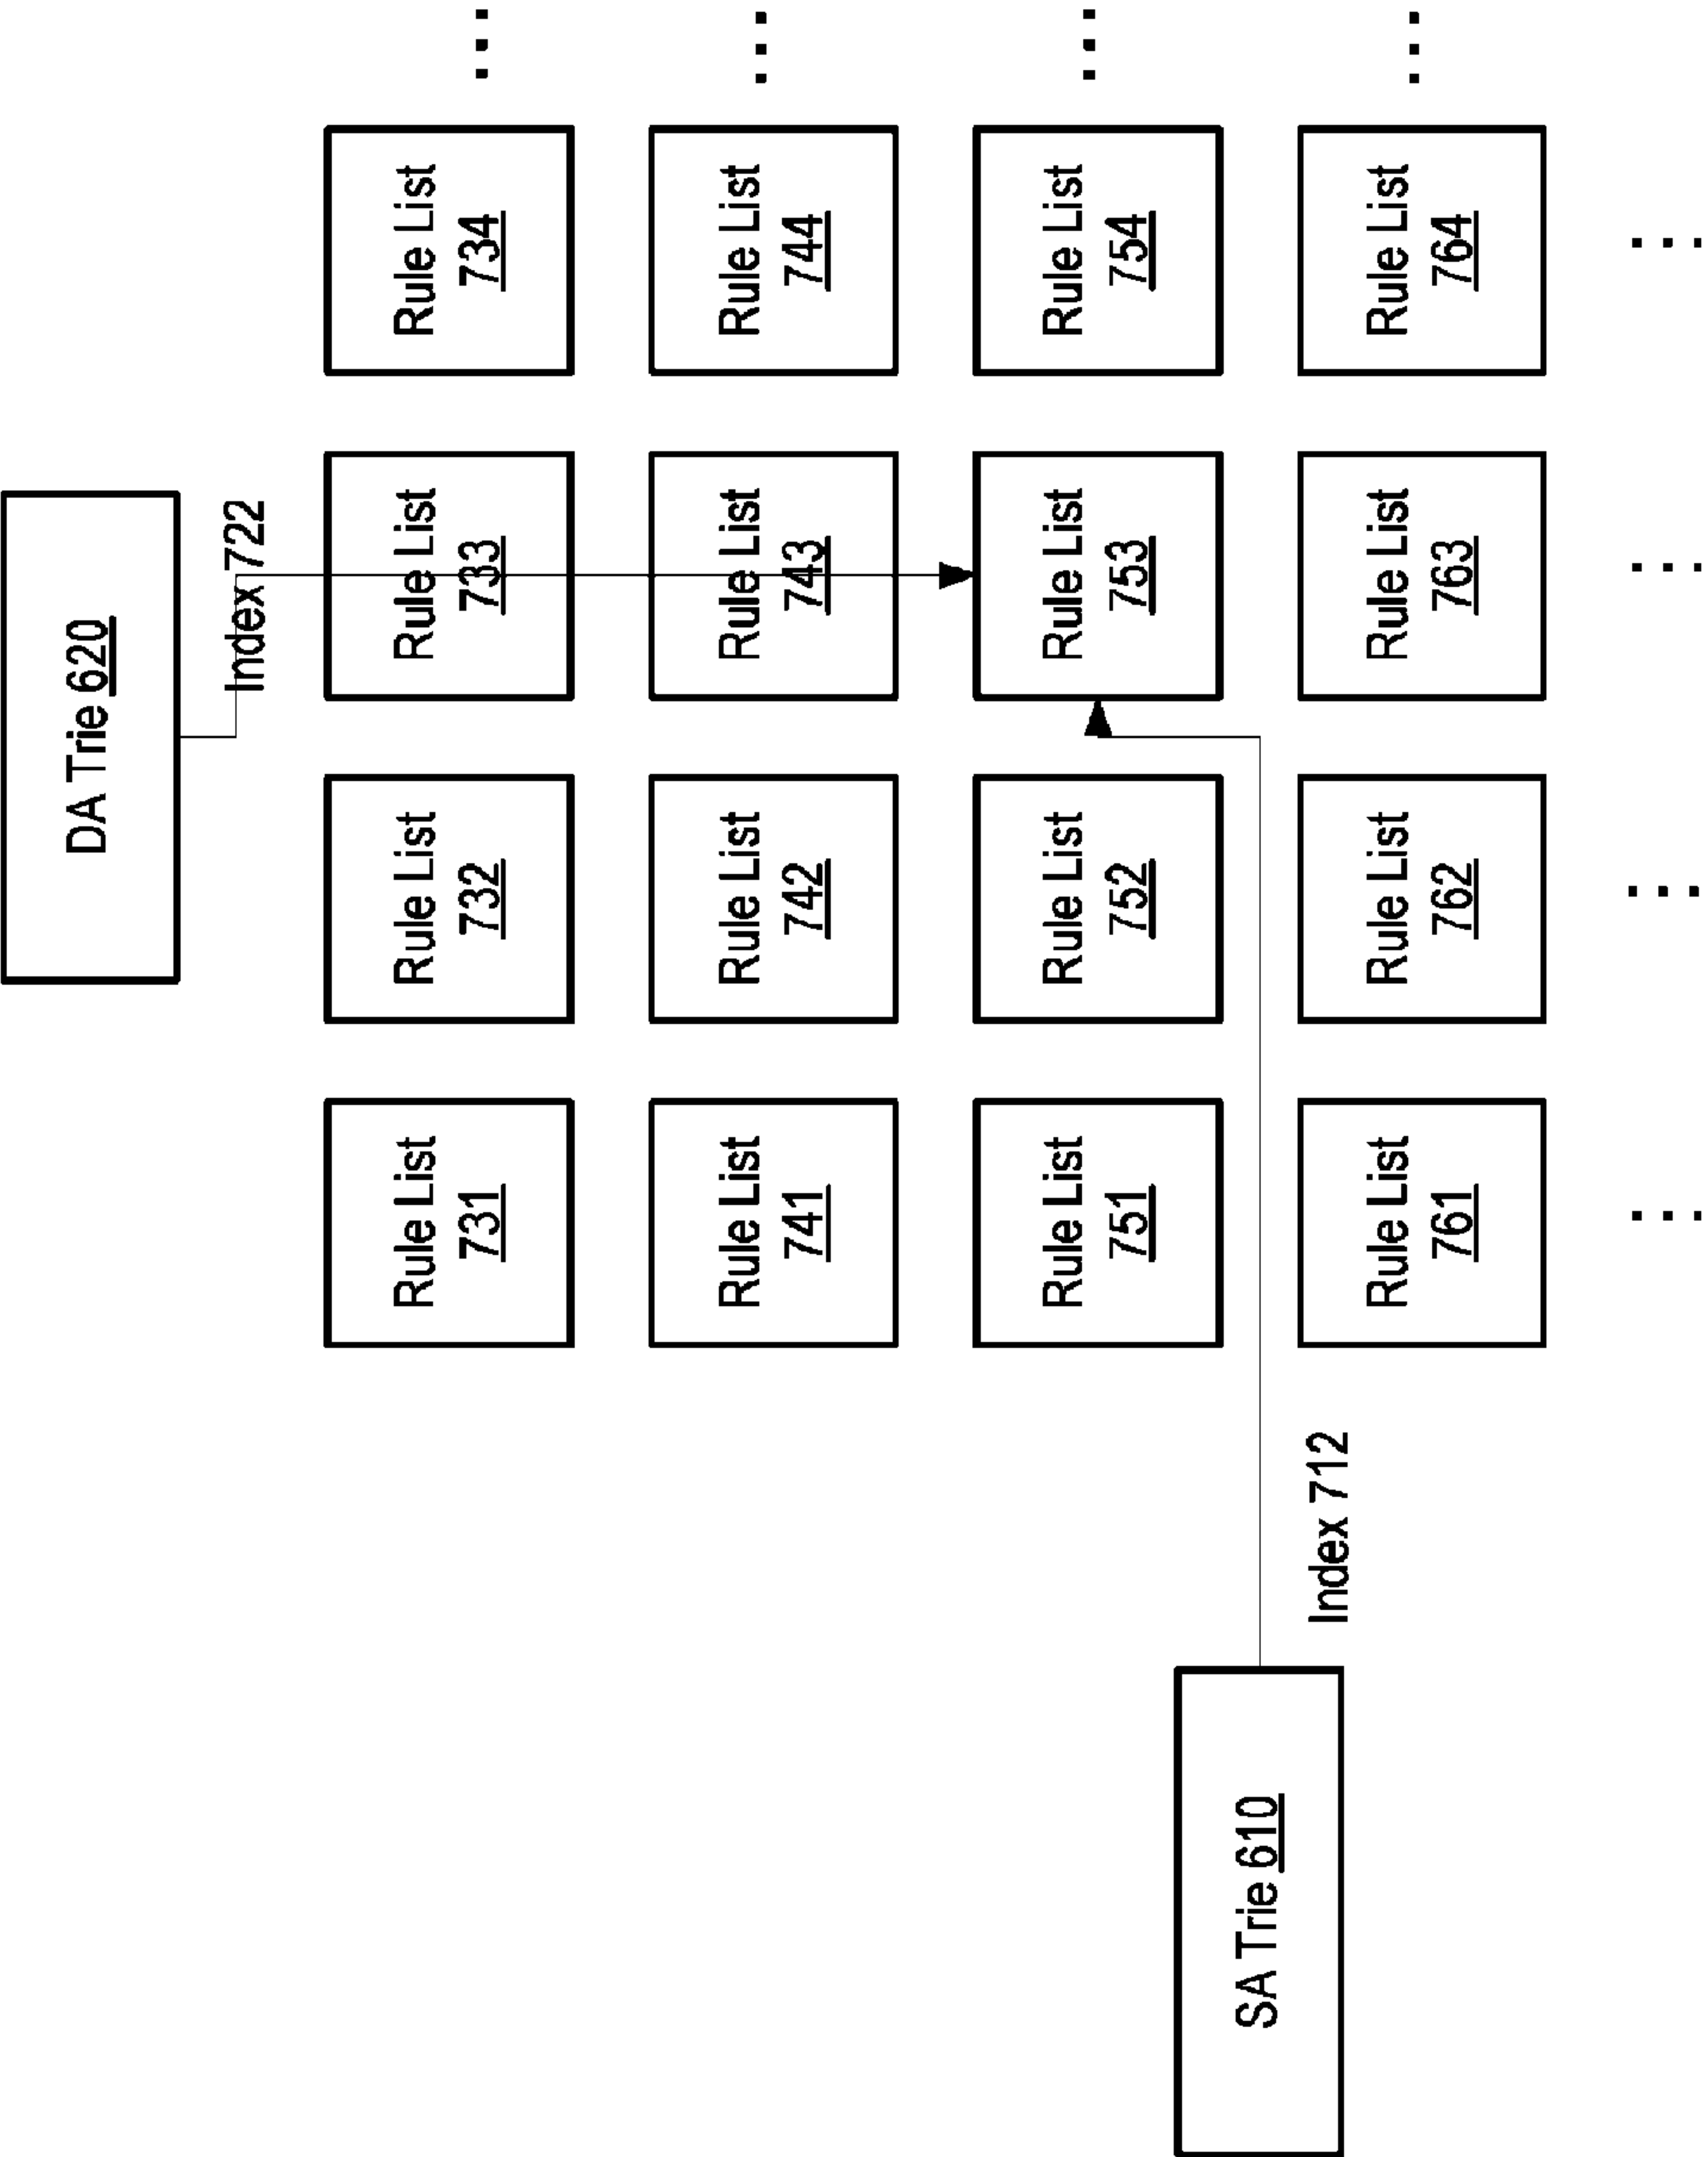 DA Trie 620
Index 722
Rule List
731
Rule List
732
Rule List
733
Rule List
734
Rule List
741
Rule List
742
Rule List
743
Rule List
744
Rule List
751
Rule List
752
Rule List
753
Rule List
754
SA Trie 610
Index 712
Rule List
761
Rule List
762
Rule List
763
Rule List
764